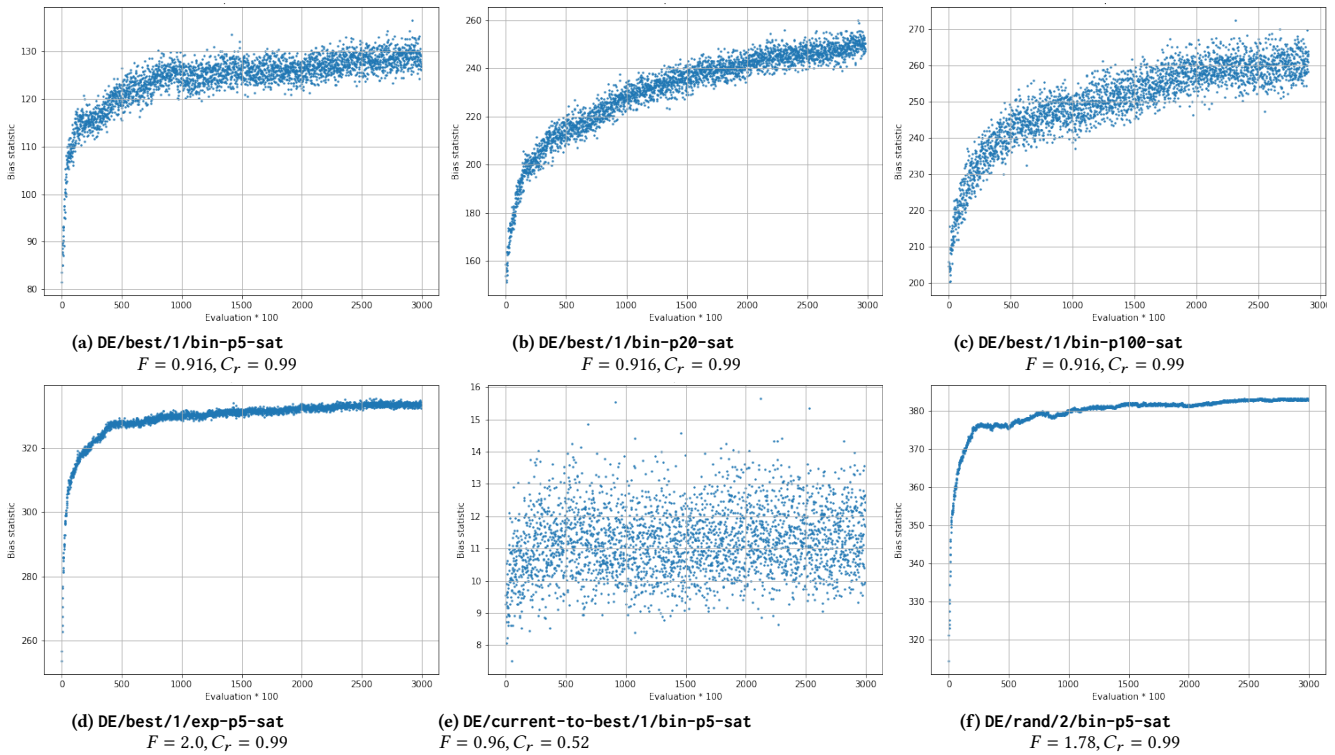 130
120
110
100
90
80
Bias statistic
0 500 1000 1500 2000 2500 3000
Evaluation * 100
(a) DE/best/1/bin-p5-sat
F = 0.916, Cr = 0.99
260
240
220
200
180
160
Bias statistic
0 500 1000 1500 2000 2500 3000
Evaluation * 100
(b) DE/best/1/bin-p20-sat
F = 0.916, Cr = 0.99
270
260
250
240
230
220
210
200
Bias statistic
0 500 1000 1500 2000 2500 3000
Evaluation * 100
(c) DE/best/1/bin-p100-sat
F = 0.916, Cr = 0.99
320
300
280
260
Bias statistic
0 500 1000 1500 2000 2500 3000
Evaluation * 100
(d) DE/best/1/exp-p5-sat
F = 2.0, Cr = 0.99
16
15
14
13
12
11
10
9
8
Bias statistic
0 500 1000 1500 2000 2500 3000
Evaluation * 100
(e) DE/current-to-best/1/bin-p5-sat
F = 0.96, Cr = 0.52
380
370
360
350
340
330
320
Bias statistic
0 500 1000 1500 2000 2500 3000
Evaluation * 100
(f) DE/rand/2/bin-p5-sat
F = 1.78, Cr = 0.99